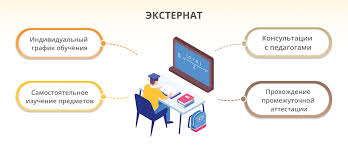 ЭКСТЕРНАТ
Индивидуальный
график обучения
Консультации
с педагогами
Самостоятельное
изучение предметов
Прохождение
промежуточной
аттестации